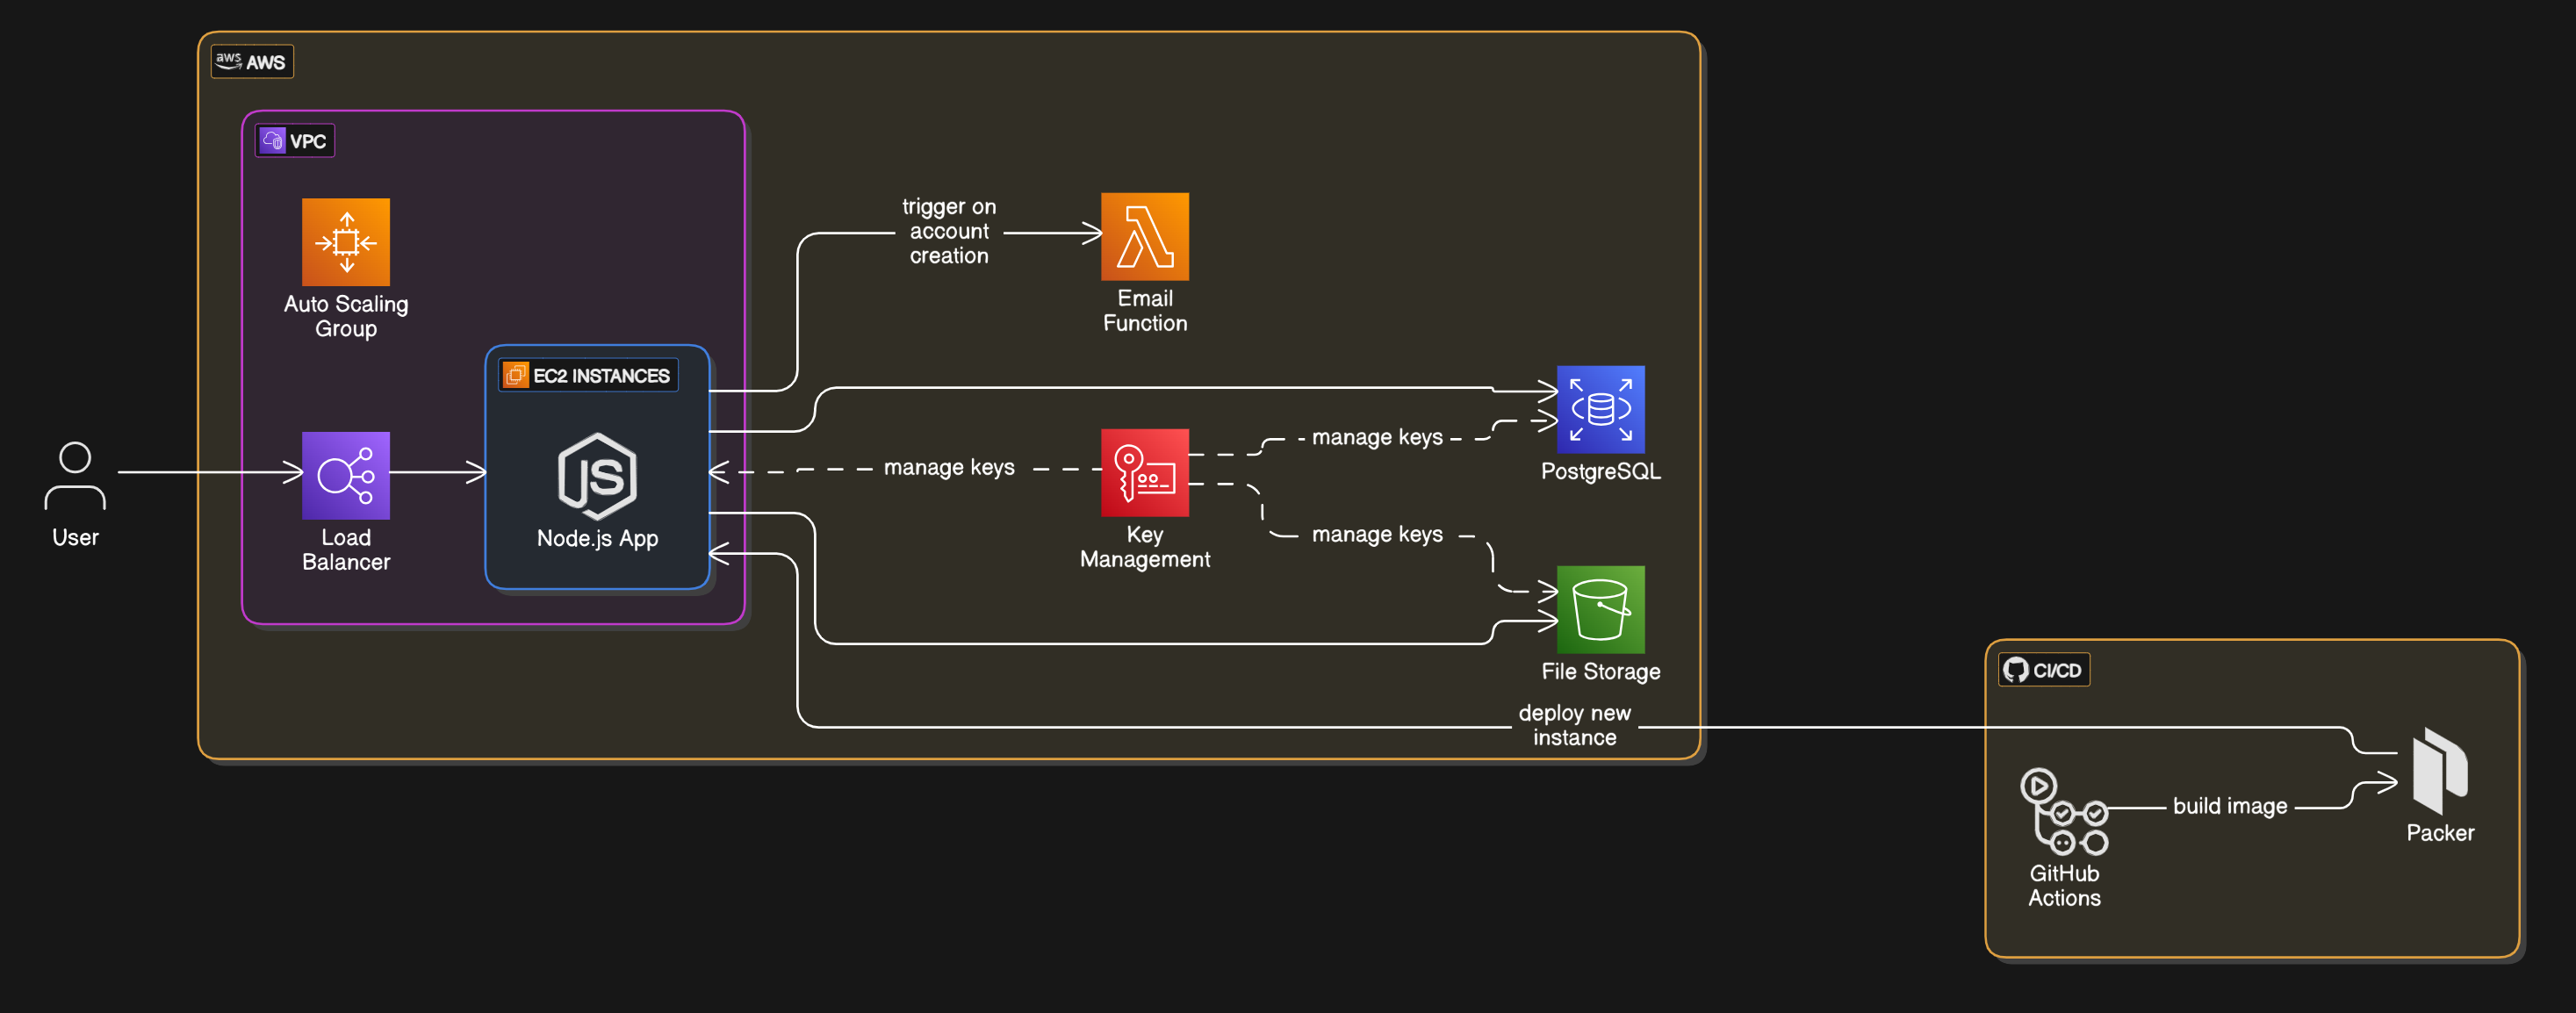 aws AWS
VPC
Auto Scaling
Group
trigger on
account
creation
Email
Function
EC2 INSTANCES
JS
Node.js App
User
Load
Balancer
manage keys
Key
Management
manage keys
manage keys
PostgreSQL
File Storage
deploy new
instance
CI/CD
GitHub
Actions
build image
Packer